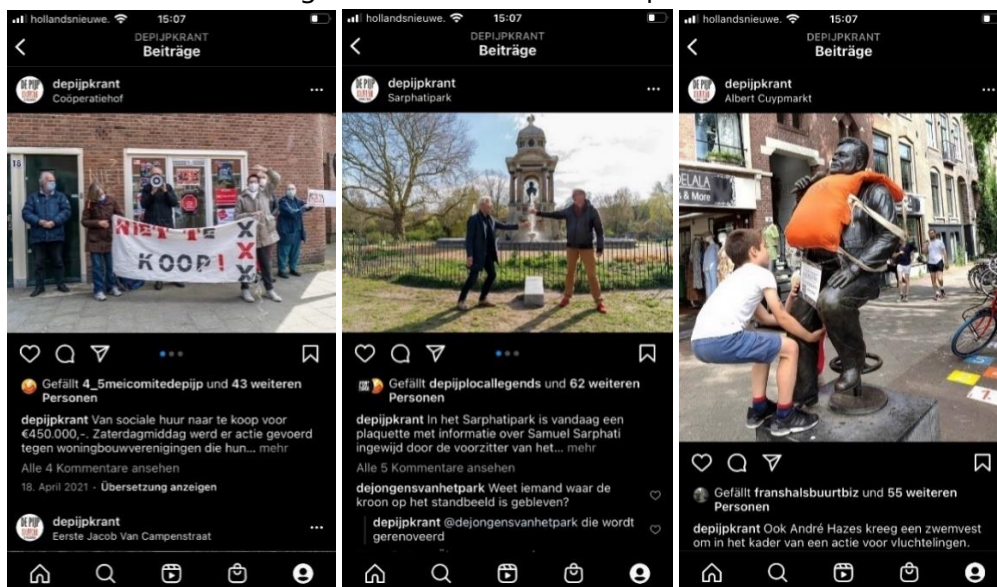 hollandsnieuwe.
15:07
DEPIJPKRANT
Beiträge
depijpkrant
Coöperatiehof
18
NIET TE
KOOP!
XXX
Gefällt 4_5meicomitedepijp und 43 weiteren
Personen
depijpkrant Van sociale huur naar te koop voor
€450.000,-. Zaterdagmiddag werd er actie gevoerd
tegen woningbouwverenigingen die hun... mehr
Alle 4 Kommentare ansehen
18. April 2021 • Übersetzung anzeigen
depijpkrant
Eerste Jacob Van Campenstraat
hollandsnieuwe.
15:07
DEPIJPKRANT
Beiträge
depijpkrant
Sarphatipark
Gefällt depijplocallegends und 62 weiteren
Personen
depijpkrant In het Sarphatipark is vandaag een
plaquette met informatie over Samuel Sarphati
ingewijd door de voorzitter van het... mehr
Alle 5 Kommentare ansehen
dejongensvanhetpark Weet iemand waar de
kroon op het standbeeld is gebleven?
depijpkrant @dejongensvanhetpark die wordt
gerenoveerd
hollandsnieuwe.
15:07
DEPIJPKRANT
Beiträge
depijpkrant
Albert Cuypmarkt
DELALA
& More
Gefällt franshalsbuurtbiz und 55 weiteren
Personen
depijpkrant Ook André Hazes kreeg een zwemvest
om in het kader van een actie voor vluchtelingen.